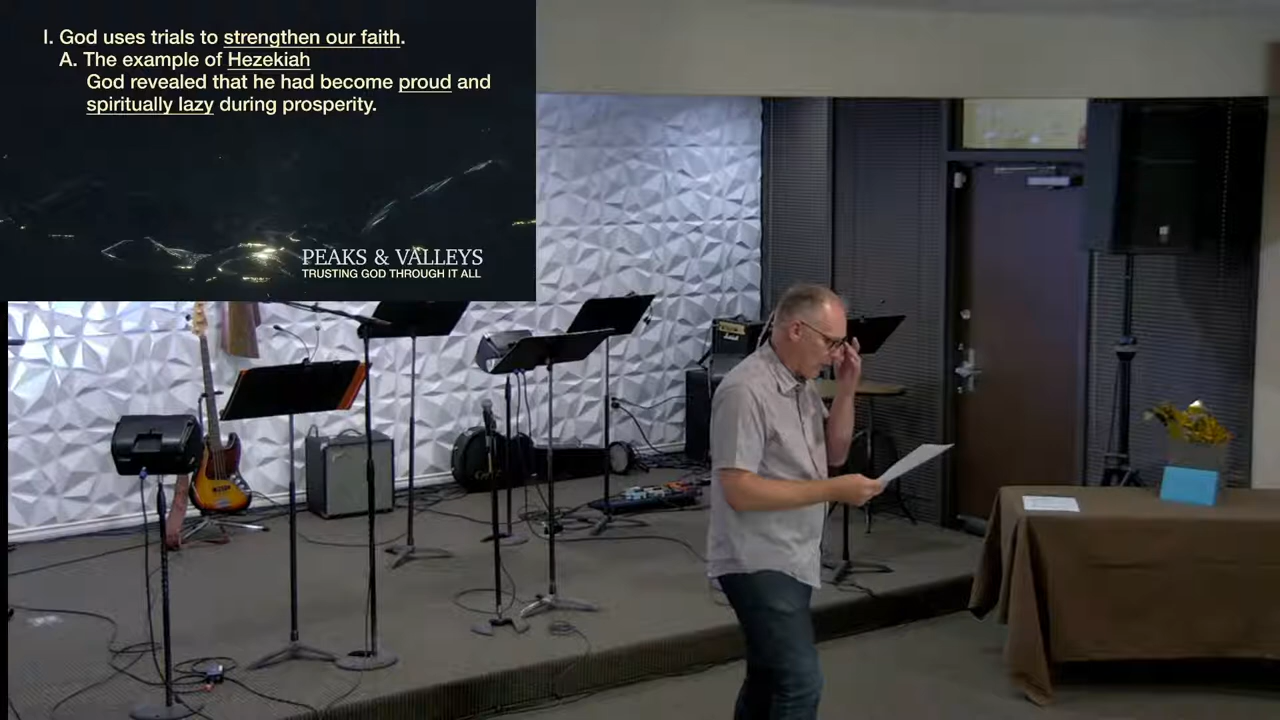 I. God uses trials to strengthen our faith.
A. The example of Hezekiah
God revealed that he had become proud and
spiritually lazy during prosperity.
PEAKS & VALLEYS
TRUSTING GOD THROUGH IT ALL